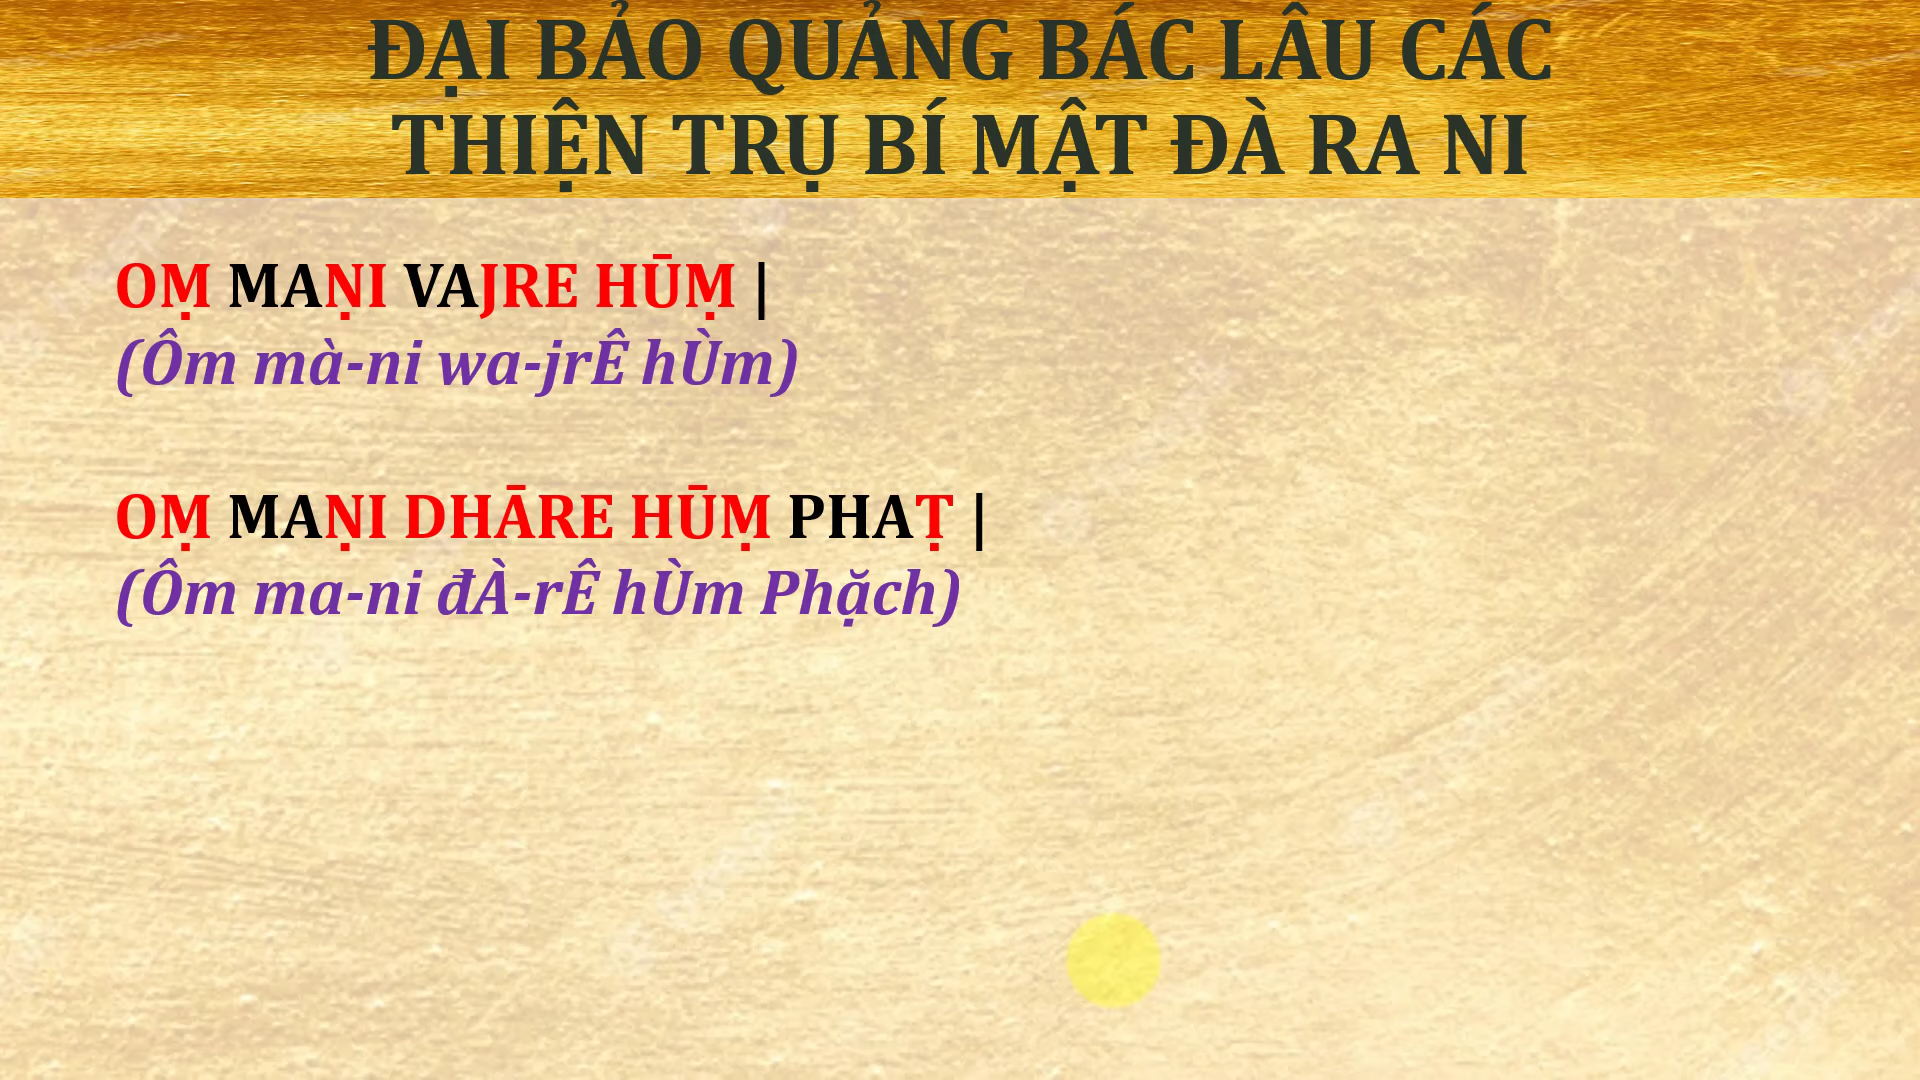 ĐẠI BẢO QUẢNG BÁC LÂU CÁC
THIỆN TRỤ BÍ MẬT ĐÀ RA NI
OṂ MAṆI VAJRE HŪṂ |
(Ôm mà-ni wa-jrÊ hÙm)
OṂ MAṆI DHĀRE HŪṂ PHAṬ |
(Ôm ma-ni đÀ-rÊ hÙm Phặch)